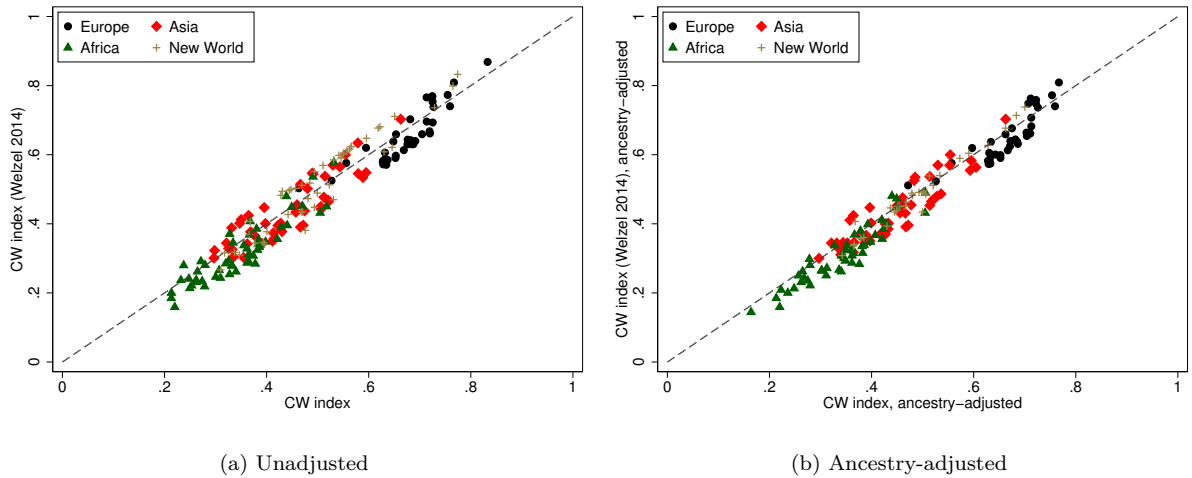 Europe
Asia
Africa
New World
CW index (Welzel 2014)
0
.2
.4
.6
.8
1
0
.2
.4
.6
.8
1
CW index
(a) Unadjusted
Europe
Asia
Africa
New World
CW index (Welzel 2014), ancestry−adjusted
0
.2
.4
.6
.8
1
0
.2
.4
.6
.8
1
CW index, ancestry−adjusted
(b) Ancestry-adjusted